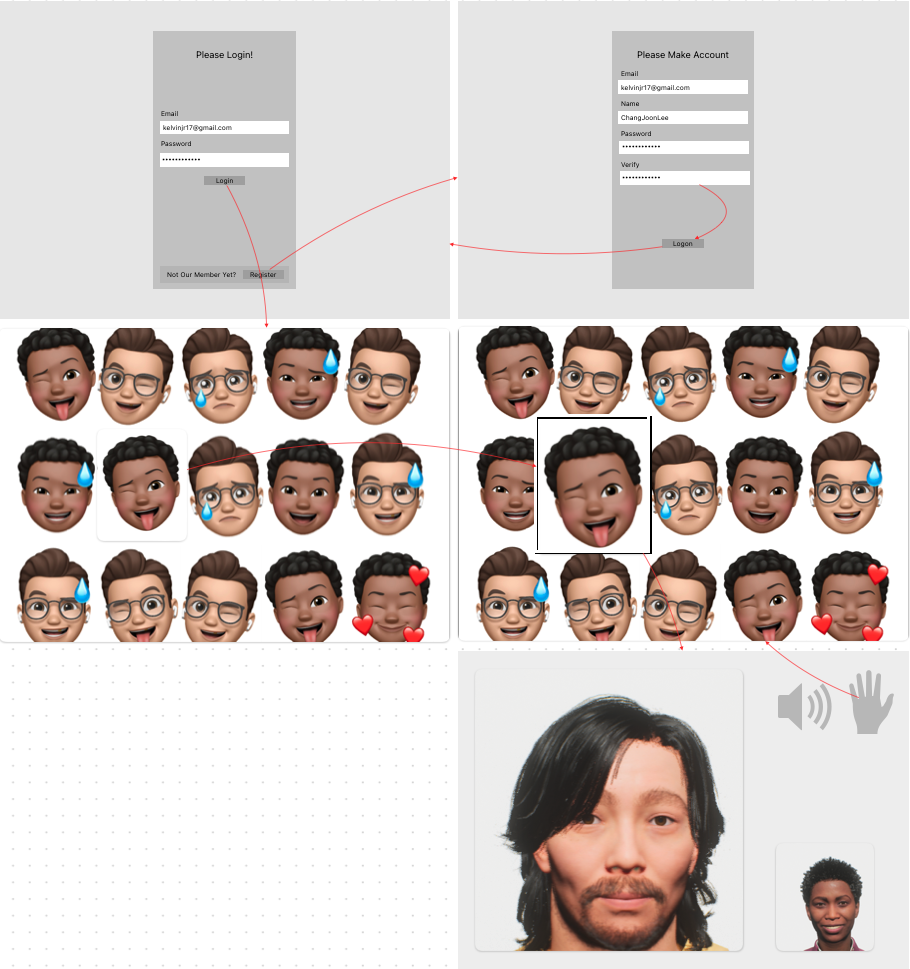 Please Login!
Email
kelvinjr17@gmail.com
Password
••••••••••••
Login
Not Our Member Yet? Register
Please Make Account
Email
kelvinjr17@gmail.com
Name
ChangJoonLee
Password
••••••••••••
Verify
••••••••••••
Logon